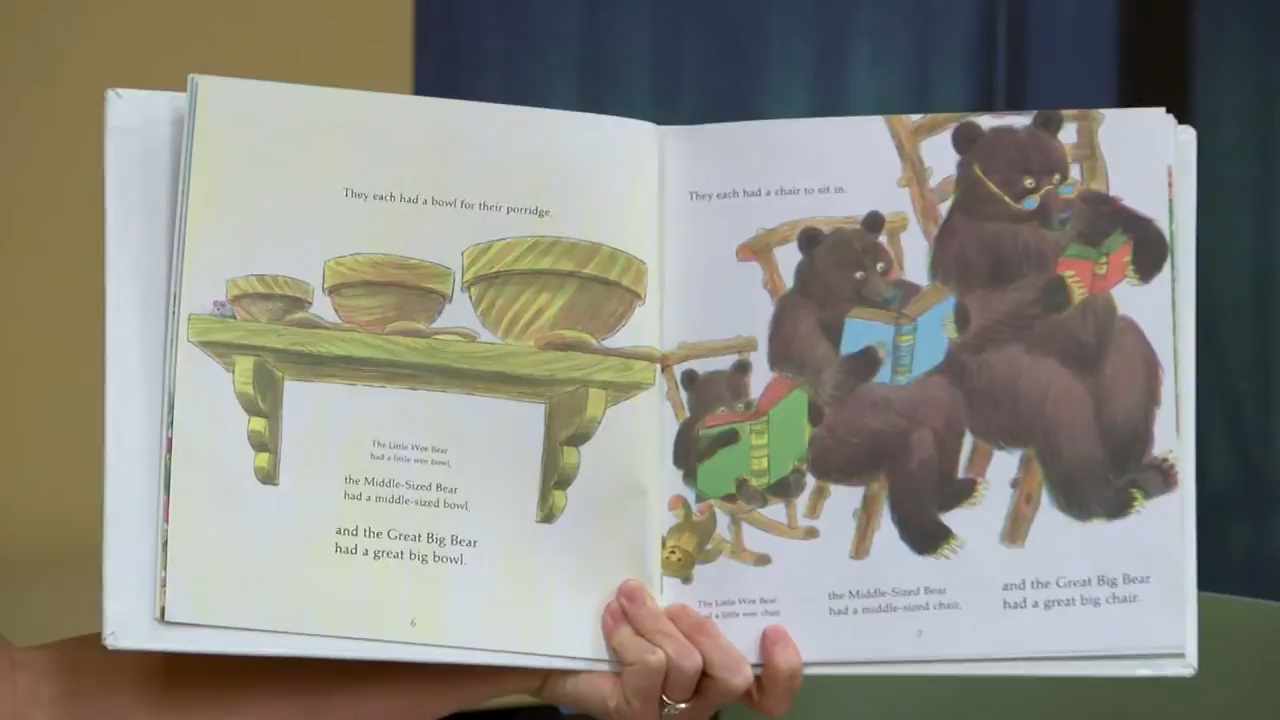 They each had a bowl for their porridge.
The Little Wee Bear
had a little wee bowl,
the Middle-Sized Bear
had a middle-sized bowl,
and the Great Big Bear
had a great big bowl.
6
They each had a chair to sit in.
The Little Wee Bear
a little wee chair
the Middle-Sized Bear
had a middle-sized chair,
and the Great Big Bear
had a great big chair.
7